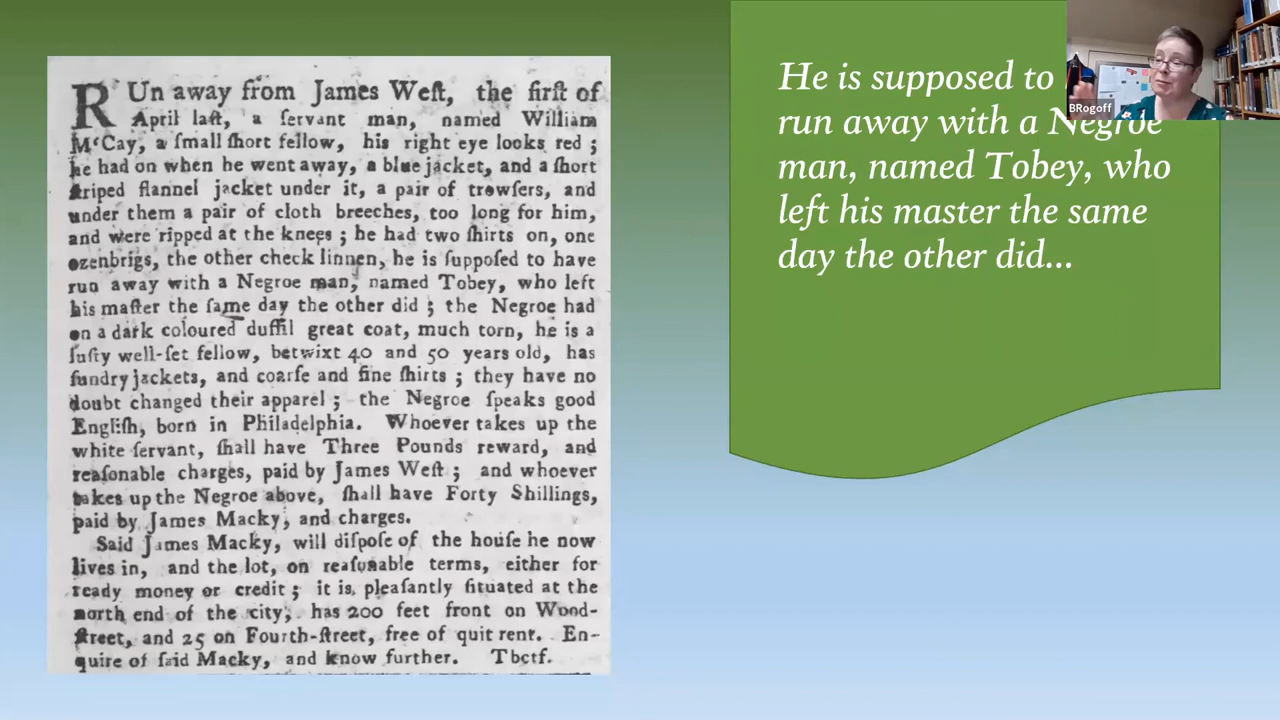 RUn away from James Weſt, the firſt of
April laſt, a ſervant man, named William
M'Cay, a ſmall ſhort fellow, his right eye looks red ;
he had on when he went away, a blue jacket, and a ſhort
ſtriped flannel jacket under it, a pair of trowſers, and
under them a pair of cloth breeches, too long for him,
and were ripped at the knees ; he had two ſhirts on, one
ozenbrigs, the other check linnen, he is ſuppoſed to have
run away with a Negroe man, named Tobey, who left
his maſter the ſame day the other did ; the Negroe had
on a dark coloured duffil great coat, much torn, he is a
luſty well-ſet fellow, betwixt 40 and 50 years old, has
ſundry jackets, and coarſe and fine ſhirts ; they have no
doubt changed their apparel ; the Negroe ſpeaks good
Engliſh, born in Philadelphia. Whoever takes up the
white ſervant, ſhall have Three Pounds reward, and
reaſonable charges, paid by James Weſt ; and whoever
takes up the Negroe above, ſhall have Forty Shillings,
paid by James Macky, and charges.
Said James Macky, will diſpoſe of the houſe he now
lives in, and the lot, on reaſonable terms, either for
ready money or credit ; it is pleaſantly ſituated at the
north end of the city, has 200 feet front on Wood-
ſtreet, and 25 on Fourth-ſtreet, free of quit rent. En-
quire of ſaid Macky, and know further. Tbctf.
He is supposed to
run away with a Negroe
man, named Tobey, who
left his master the same
day the other did...
BRogoff